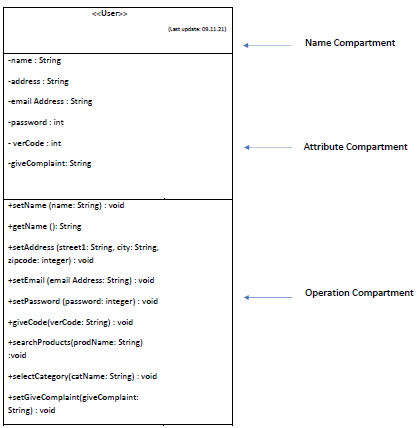 <<User>>
(Last update: 09.11.21)
Name Compartment
-name : String
-address : String
-email Address : String
-password : int
- verCode : int
-giveComplaint: String
Attribute Compartment
+setName (name: String) : void
+getName (): String
+setAddress (street1: String, city: String,
zipcode: integer) : void
+setEmail (email Address: String) : void
+setPassword (password: integer) : void
+giveCode(verCode: String) : void
+searchProducts(prodName: String)
:void
+selectCategory(catName: String) : void
+setGiveComplaint(giveComplaint:
String) : void
Operation Compartment